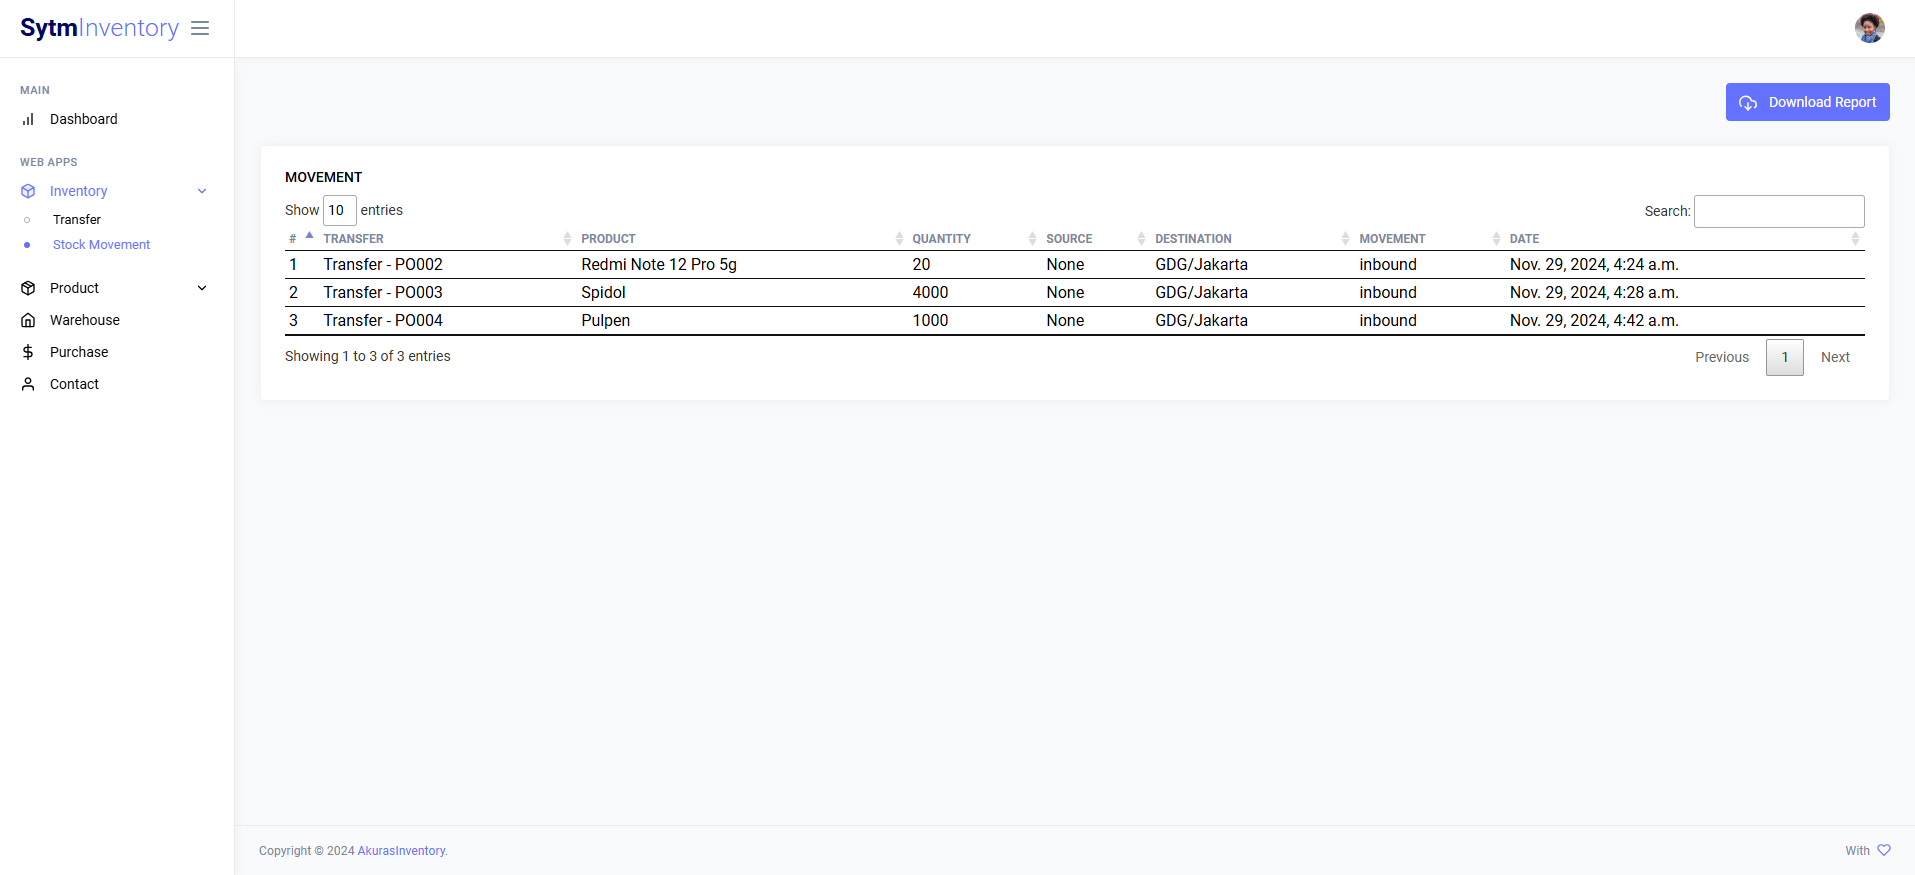 SytmInventory
MAIN
Dashboard
WEB APPS
Inventory
Transfer
Stock Movement
Product
Warehouse
Purchase
Contact
Download Report
MOVEMENT
Show 10 entries
Search:
# TRANSFER PRODUCT QUANTITY SOURCE DESTINATION MOVEMENT DATE
1 Transfer - PO002 Redmi Note 12 Pro 5g 20 None GDG/Jakarta inbound Nov. 29, 2024, 4:24 a.m.
2 Transfer - PO003 Spidol 4000 None GDG/Jakarta inbound Nov. 29, 2024, 4:28 a.m.
3 Transfer - PO004 Pulpen 1000 None GDG/Jakarta inbound Nov. 29, 2024, 4:42 a.m.
Showing 1 to 3 of 3 entries
Previous 1 Next
Copyright © 2024 AkurasInventory.
With